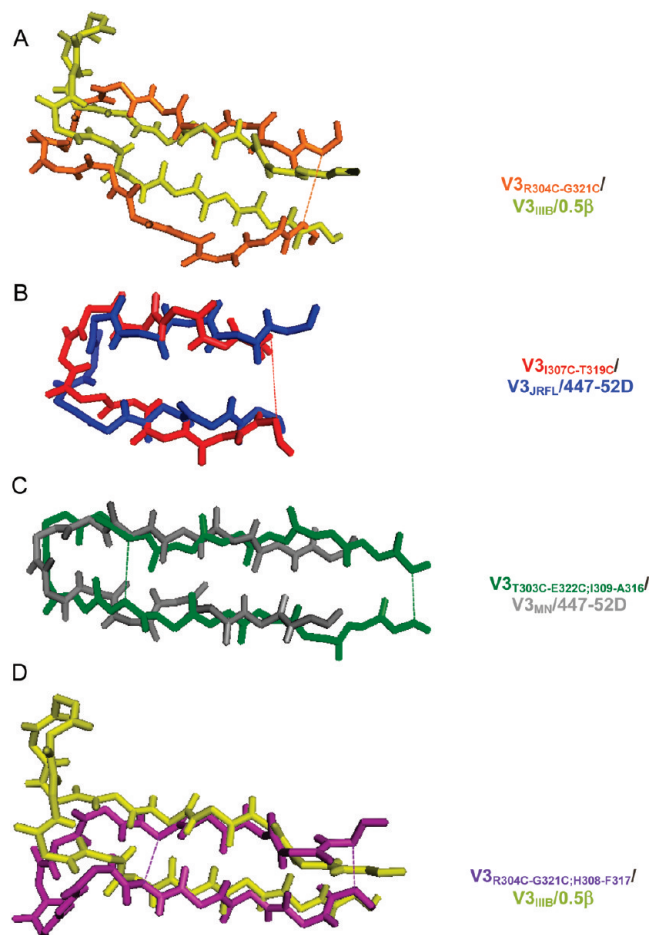 A
V3R304C-G321C/
V3IIIB/0.5β
B
V3I307C-T319C/
V3JRFL/447-52D
C
V3T303C-E322C;I309-A316/
V3MN/447-52D
D
V3R304C-G321C;H308-F317/
V3IIIB/0.5β